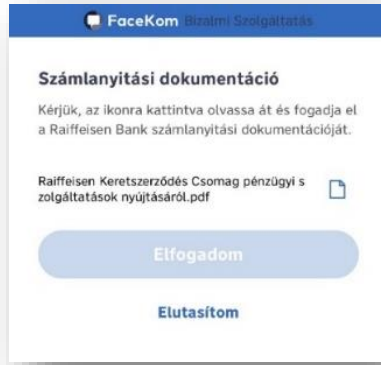 FaceKom Bizalmi Szolgáltatás
Számlanyitási dokumentáció
Kérjük, az ikonra kattintva olvassa át és fogadja el
a Raiffeisen Bank számlanyitási dokumentációját.
Raiffeisen Keretszerződés Csomag pénzügyi s
zolgáltatások nyújtásáról.pdf
Elfogadom
Elutasítom